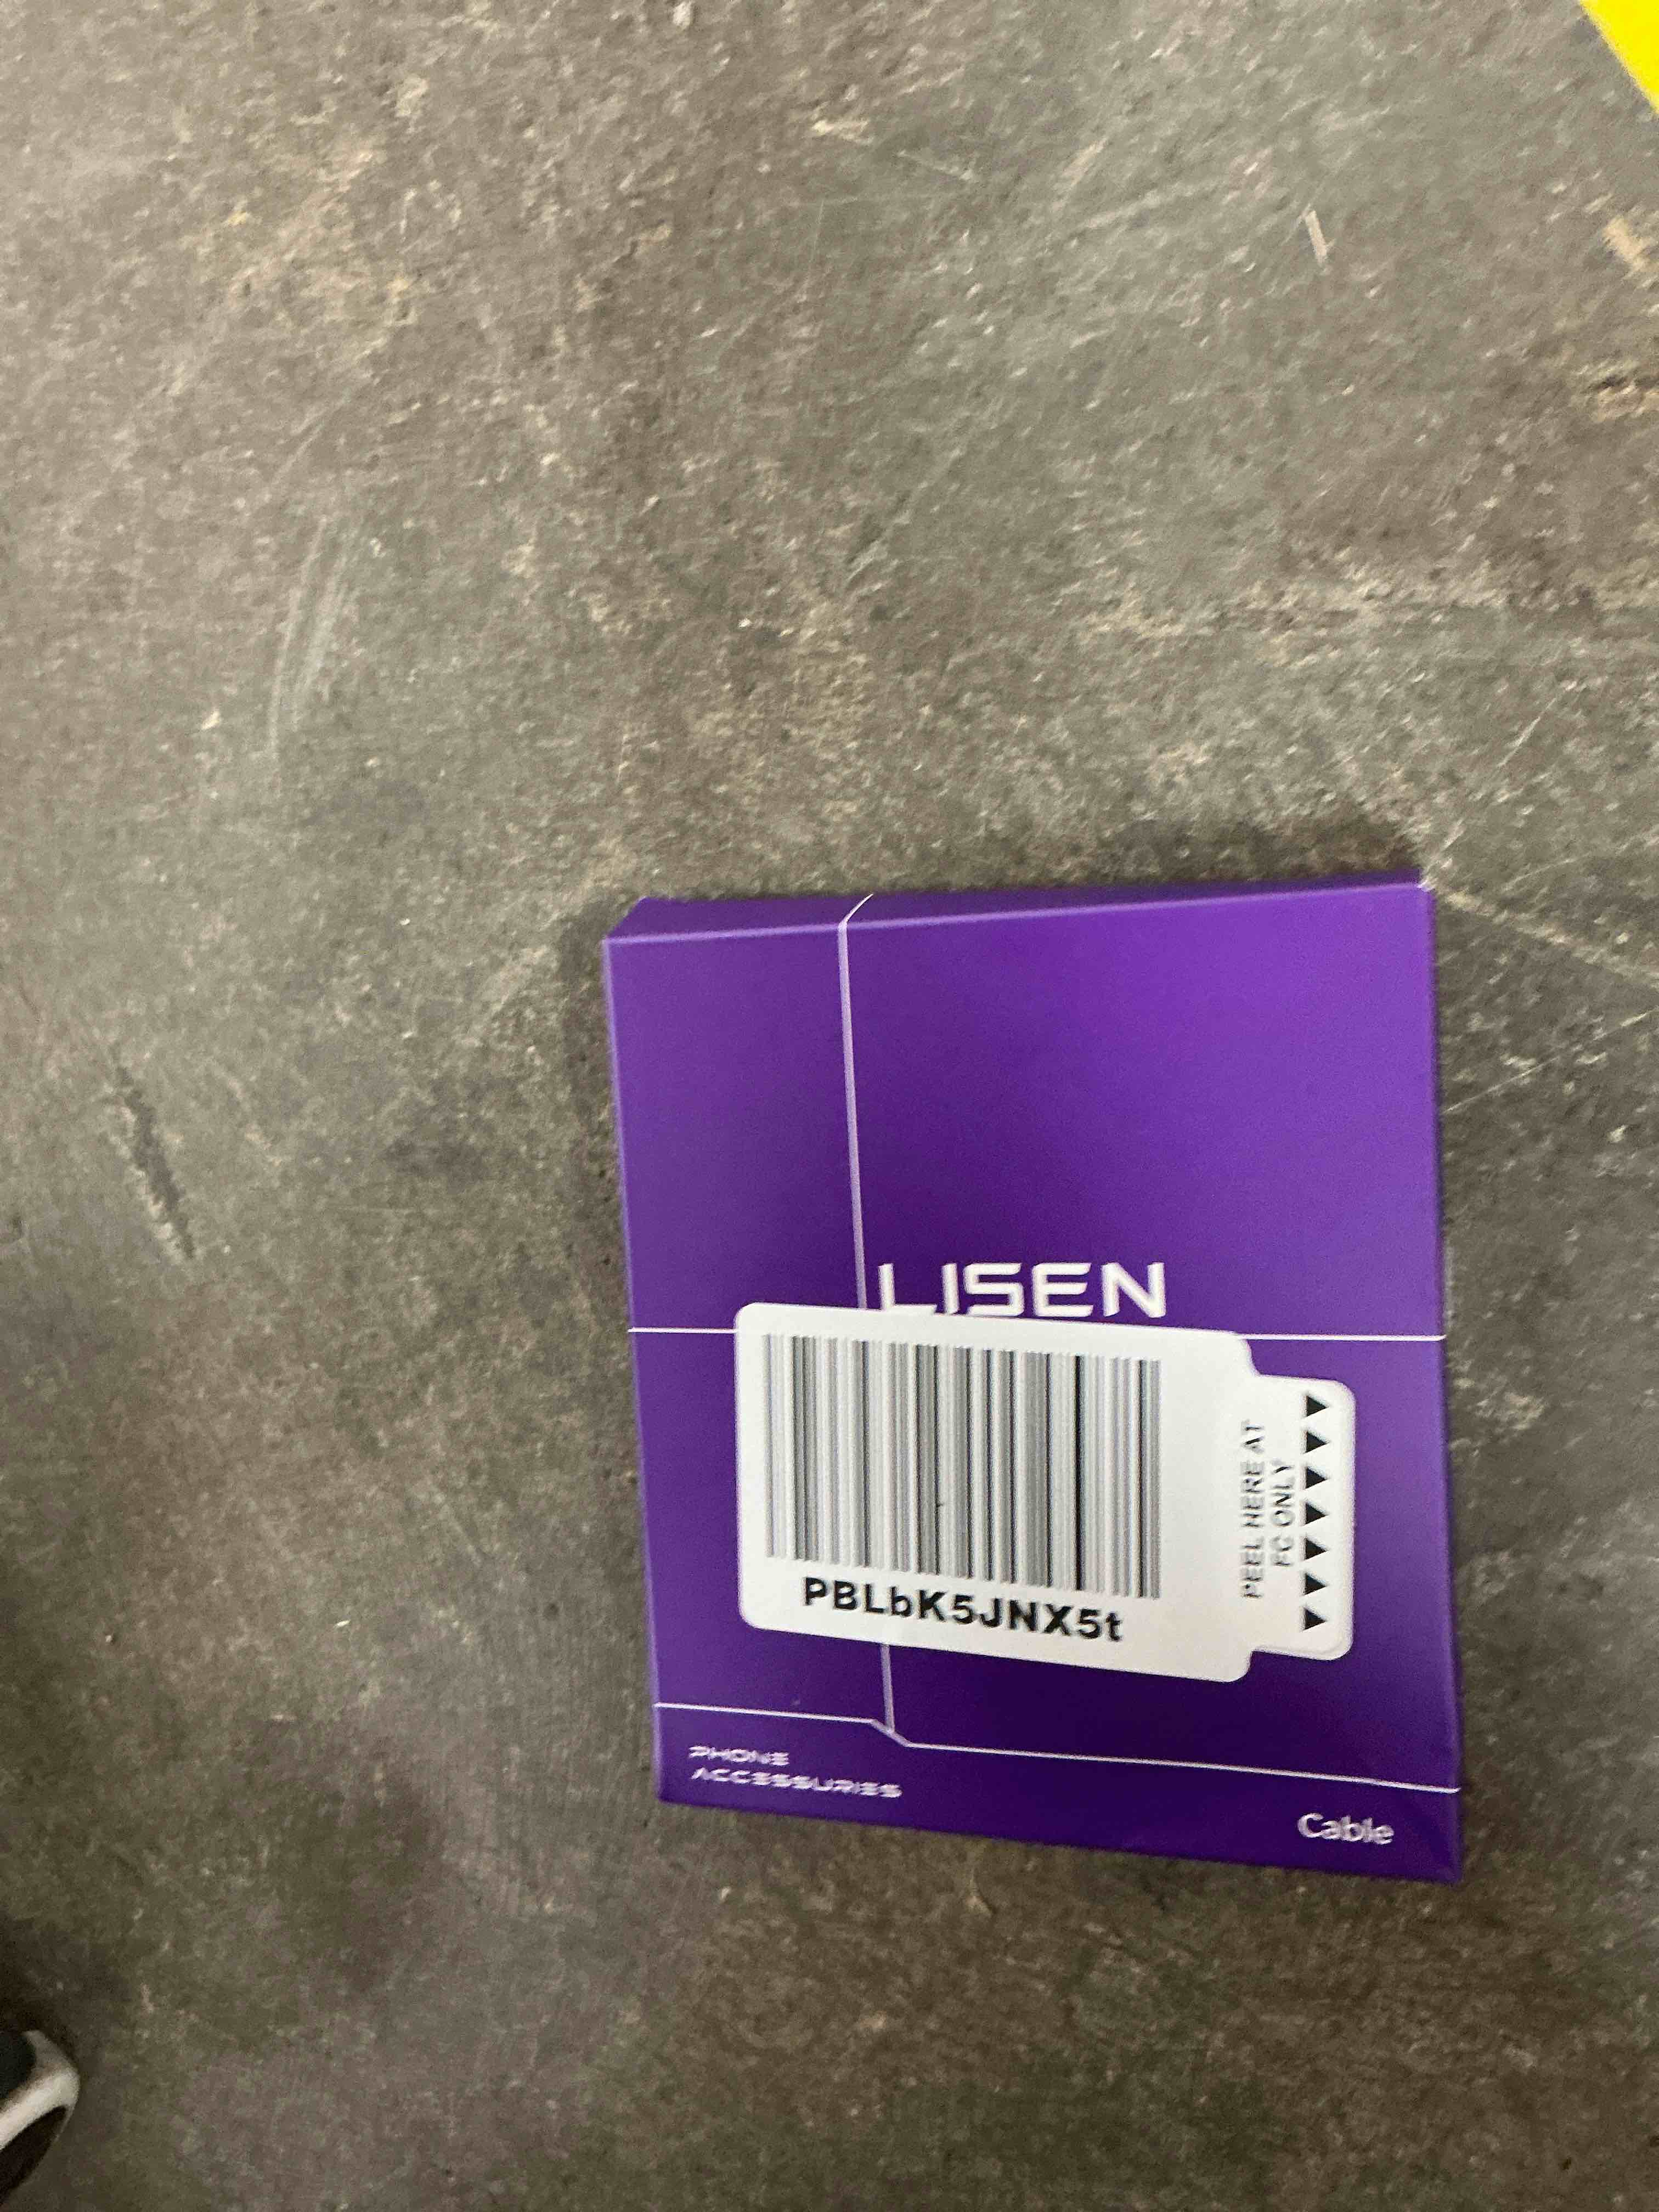 LISEN
PBLbK5JNX5t
PEEL HERE AT
FC ONLY
PHONE
ACCESSORIES
Cable